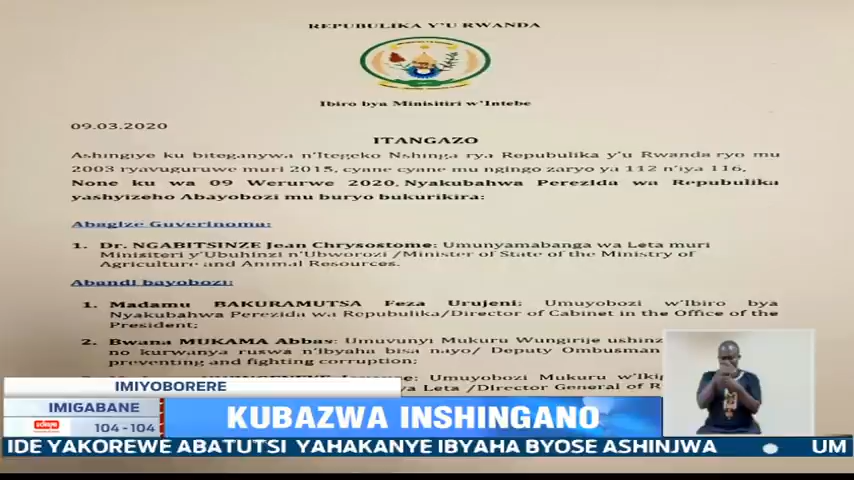 REPUBULIKA Y'U RWANDA
Ibiro bya Minisitiri w'Intebe
09.03.2020
ITANGAZO
Ashingiye ku biteganywa n'Itegeko Nshinga rya Repubulika y'u Rwanda ryo mu
2003 ryavuguruwe muri 2015, cyane cyane mu ngingo zaryo ya 112 n'iya 116,
None ku wa 09 Werurwe 2020, Nyakubahwa Perezida wa Repubulika
yashyizeho Abayobozi mu buryo bukurikira:
Abagize Guverinoma:
1. Dr. NGABITSINZE Jean Chrysostome: Umunyamabanga wa Leta muri
Minisiteri y'Ubuhinzi n'Ubworozi /Minister of State of the Ministry of
Agriculture and Animal Resources.
Abandi bayobozi:
1. Madamu BAKURAMUTSA Feza Urujeni: Umuyobozi w'Ibiro bya
Nyakubahwa Perezida wa Repubulika/Director of Cabinet in the Office of the
President;
2. Bwana MUKAMA Abbas: Umuvunyi Mukuru Wungirije ushinz
no kurwanya ruswa n'ibyaha bisa nayo/ Deputy Ombusman
preventing and fighting corruption;
Umuyobozi Mukuru w'Ikig
a Leta /Director General of R
IMIYOBORERE
IMIGABANE
104-104
KUBAZWA INSHINGANO
IDE YAKOREWE ABATUTSI YAHAKANYE IBYAHA BYOSE ASHINJWA
UM